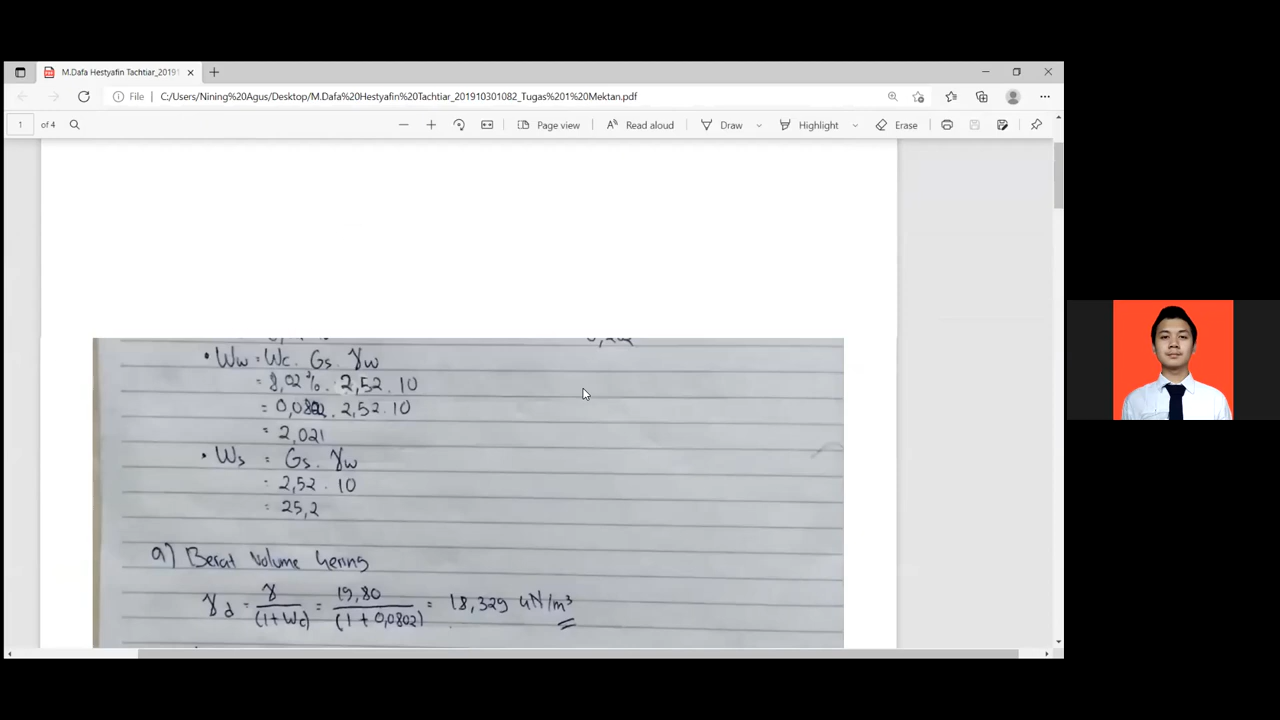 M.Dafa Hestyafin Tachtiar_20191
File C:/Users/Nining%20Agus/Desktop/M.Dafa%20Hestyafin%20Tachtiar_201910301082_Tugas%201%20Mektan.pdf
1 of 4 Page view Read aloud Draw Highlight Erase
• Ww = Wc . Gs . γw
= 8,02 % . 2,52 . 10
= 0,0802 . 2,52 . 10
= 2,021
• Ws = Gs . γw
= 2,52 . 10
= 25,2
a) Berat Volume kering
γd = γ / (1+Wc) = 19,80 / (1 + 0,0802) = 18,329 kN/m³